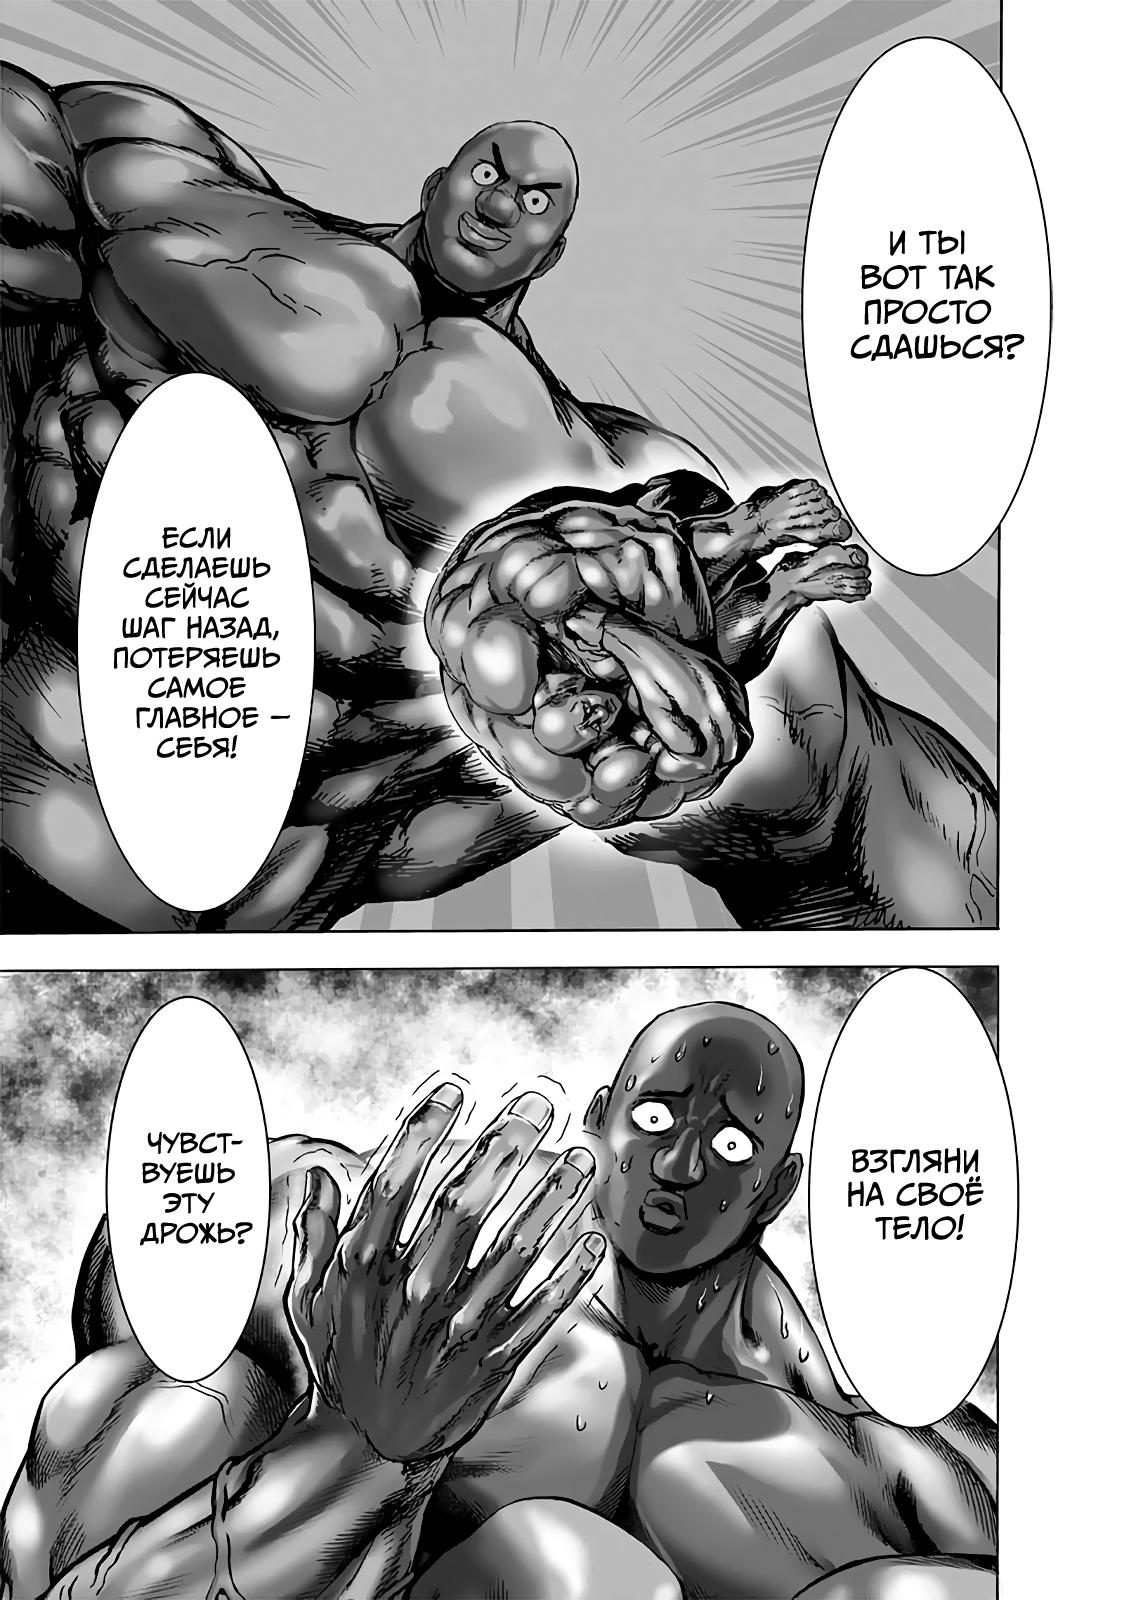 И ТЫ
ВОТ ТАК
ПРОСТО
СДАШЬСЯ?
ЕСЛИ
СДЕЛАЕШЬ
СЕЙЧАС
ШАГ НАЗАД,
ПОТЕРЯЕШЬ
САМОЕ
ГЛАВНОЕ –
СЕБЯ!
ВЗГЛЯНИ
НА СВОЁ
ТЕЛО!
ЧУВСТ-
ВУЕШЬ
ЭТУ
ДРОЖЬ?